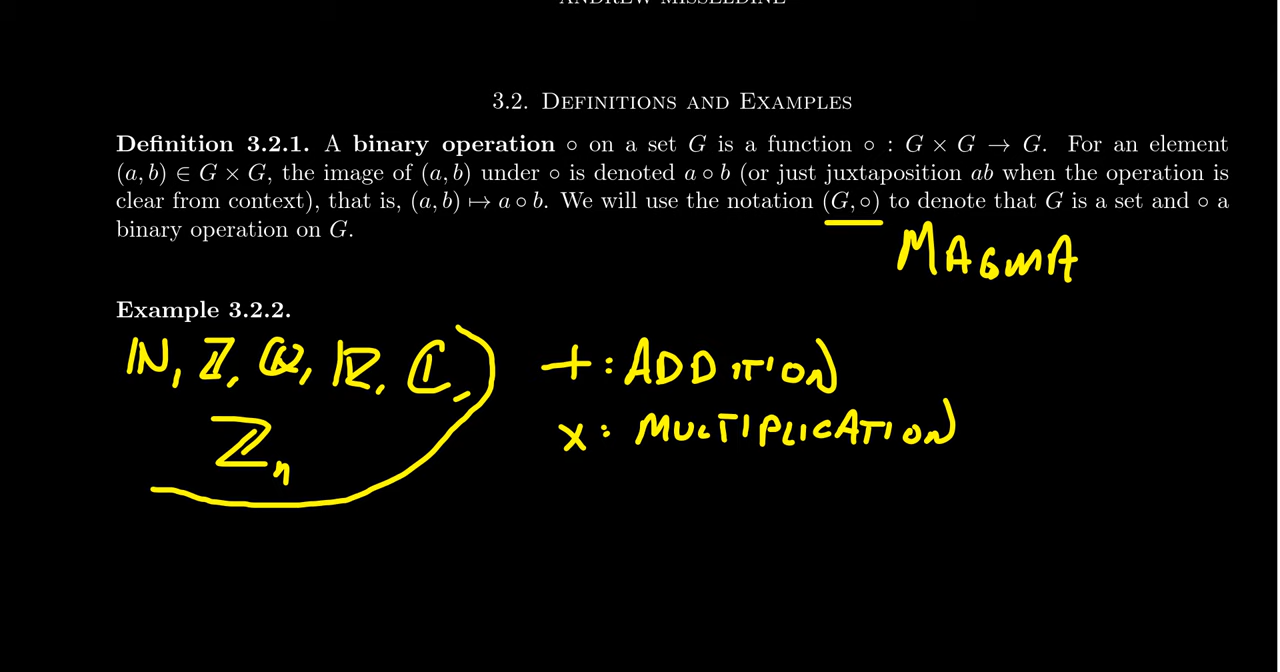 ANDREW MISSELDINE
3.2. DEFINITIONS AND EXAMPLES
Definition 3.2.1. A binary operation ∘ on a set G is a function ∘ : G × G → G. For an element
(a, b) ∈ G × G, the image of (a, b) under ∘ is denoted a ∘ b (or just juxtaposition ab when the operation is
clear from context), that is, (a, b) ↦ a ∘ b. We will use the notation (G, ∘) to denote that G is a set and ∘ a
binary operation on G.
MAGMA
Example 3.2.2.
ℕ, ℤ, ℚ, ℝ, ℂ, + : ADDITION
ℤₙ × : MULTIPLICATION